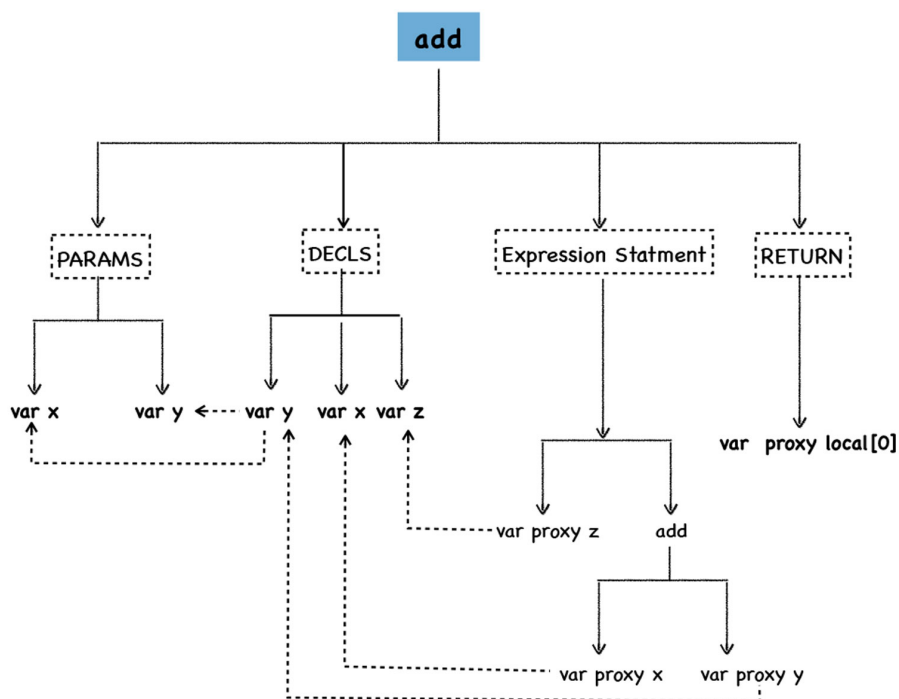 add
PARAMS
DECLS
Expression Statment
RETURN
var x
var y
var y
var x
var z
var proxy local[0]
var proxy z
add
var proxy x
var proxy y